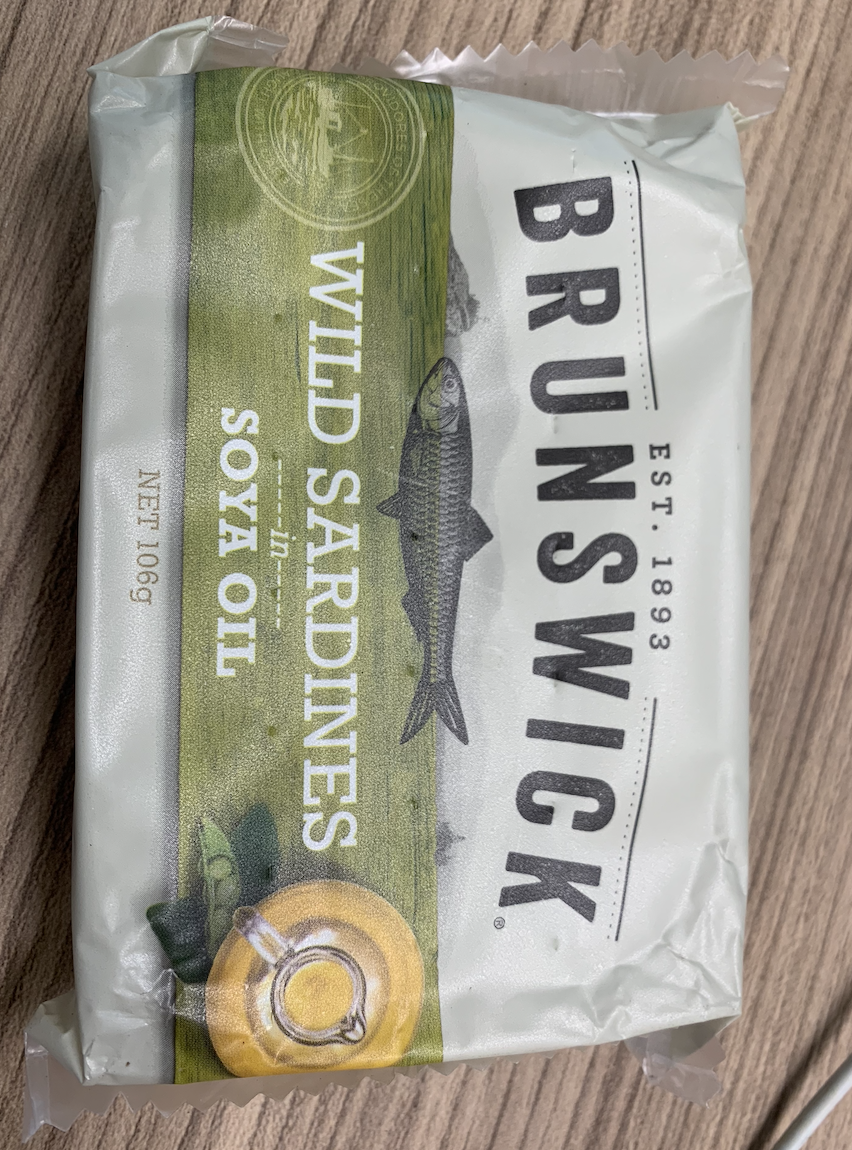 EST. 1893
BRUNSWICK®
WILD SARDINES
in
SOYA OIL
NET 106g